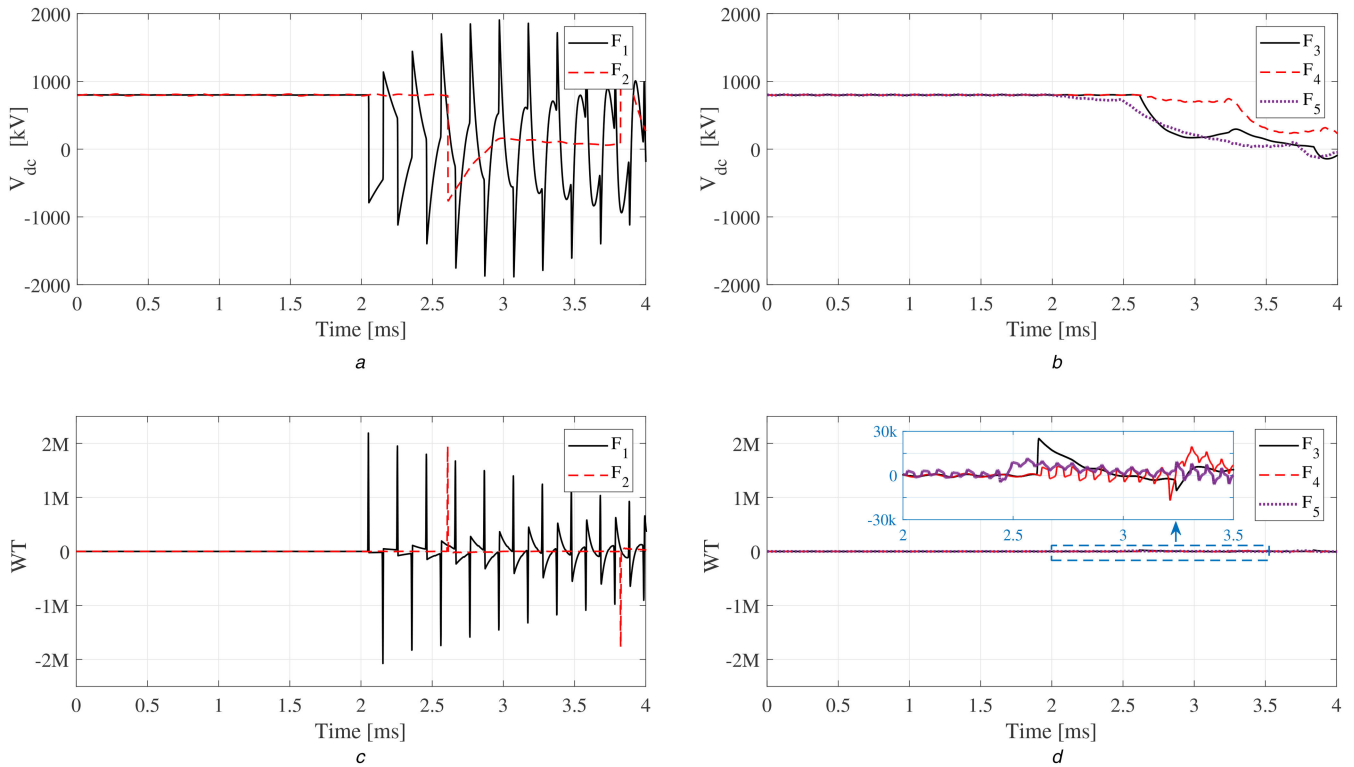 2000
1000
0
-1000
-2000
V_dc [kV]
F_1
F_2
0 0.5 1 1.5 2 2.5 3 3.5 4
Time [ms]
a
2000
1000
0
-1000
-2000
V_dc [kV]
F_3
F_4
F_5
0 0.5 1 1.5 2 2.5 3 3.5 4
Time [ms]
b
2M
1M
0
-1M
-2M
WT
F_1
F_2
0 0.5 1 1.5 2 2.5 3 3.5 4
Time [ms]
c
2M
1M
0
-1M
-2M
WT
30k
0
-30k
2 2.5 3 3.5
F_3
F_4
F_5
0 0.5 1 1.5 2 2.5 3 3.5 4
Time [ms]
d